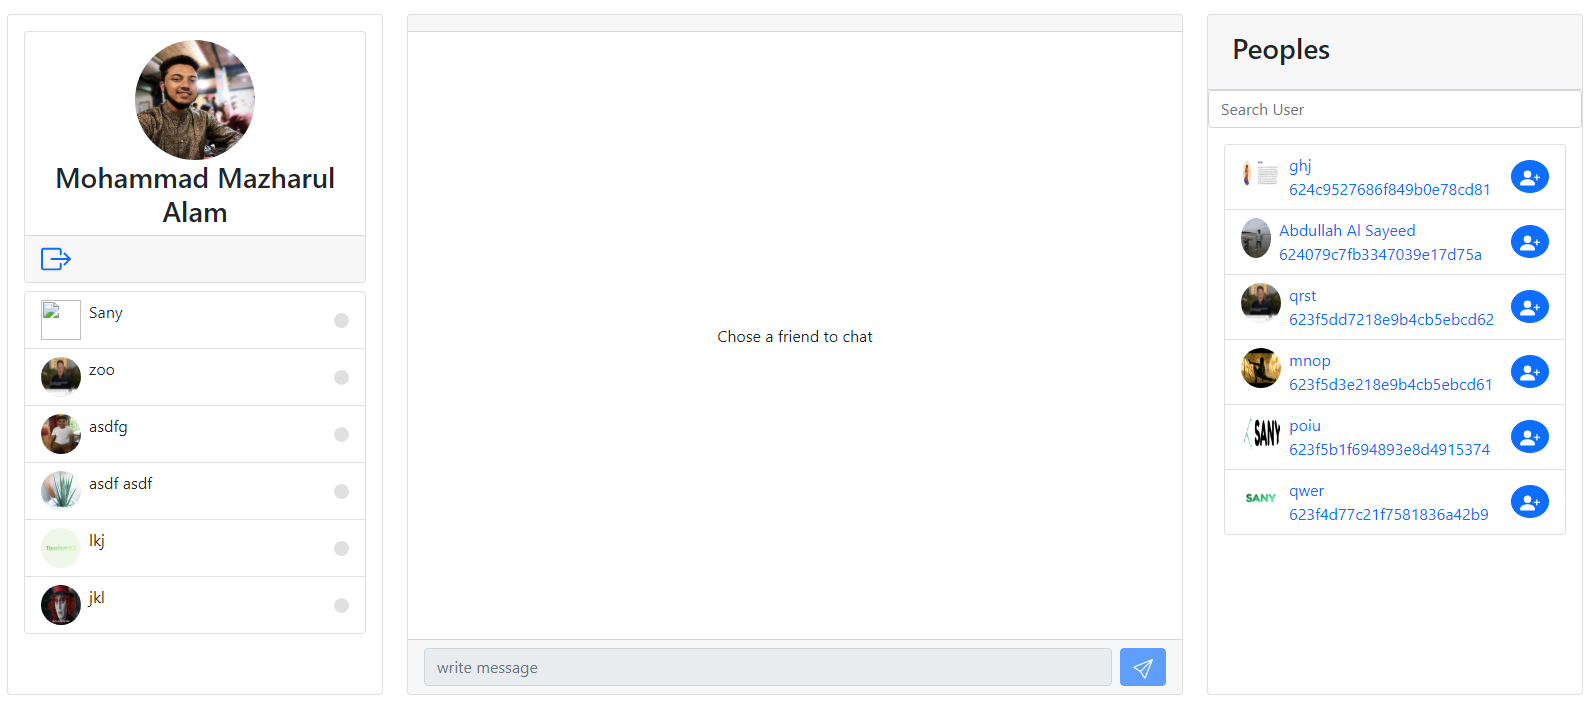 Mohammad Mazharul
Alam
Sany
zoo
asdfg
asdf asdf
lkj
jkl
Chose a friend to chat
write message
Peoples
Search User
ghj
624c9527686f849b0e78cd81
Abdullah Al Sayeed
624079c7fb3347039e17d75a
qrst
623f5dd7218e9b4cb5ebcd62
mnop
623f5d3e218e9b4cb5ebcd61
SANY
poiu
623f5b1f694893e8d4915374
SANY
qwer
623f4d77c21f7581836a42b9